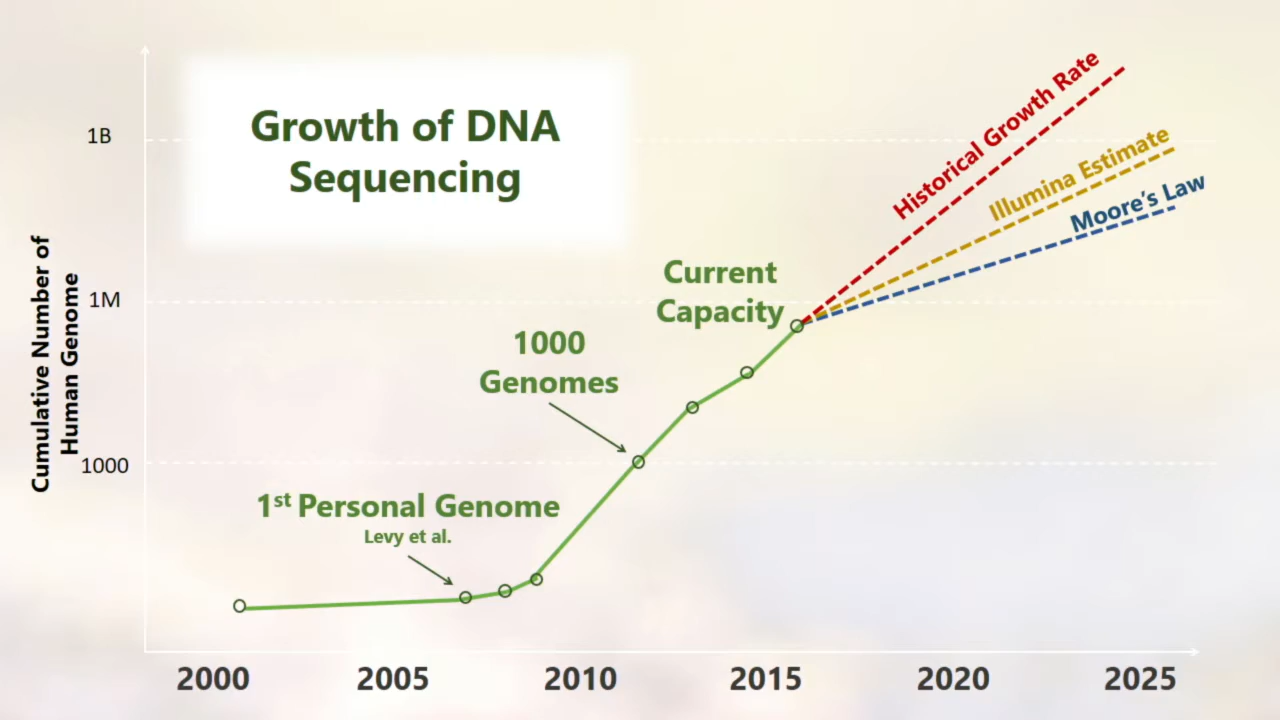 Growth of DNA
Sequencing
Historical Growth Rate
Illumina Estimate
Moore's Law
1B
1M
1000
Cumulative Number of
Human Genome
Current
Capacity
1000
Genomes
1st Personal Genome
Levy et al.
2000 2005 2010 2015 2020 2025